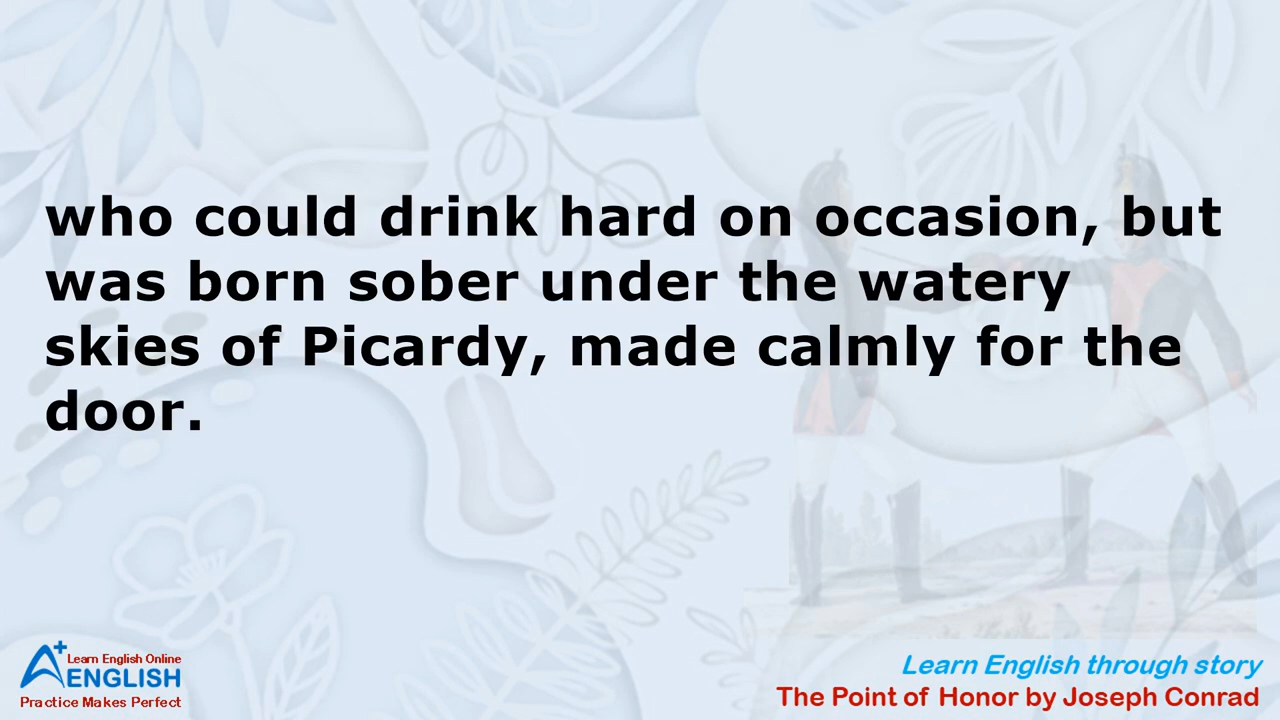 who could drink hard on occasion, but
was born sober under the watery
skies of Picardy, made calmly for the
door.
A+ Learn English Online
ENGLISH
Practice Makes Perfect
Learn English through story
The Point of Honor by Joseph Conrad